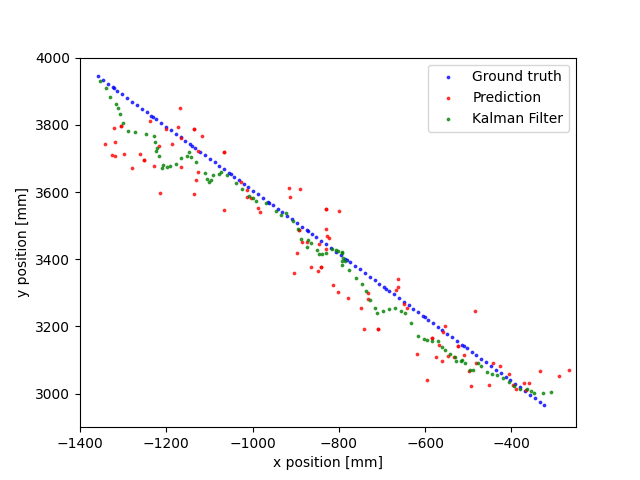 Ground truth
Prediction
Kalman Filter
4000
3800
3600
3400
3200
3000
−1400 −1200 −1000 −800 −600 −400
x position [mm]
y position [mm]